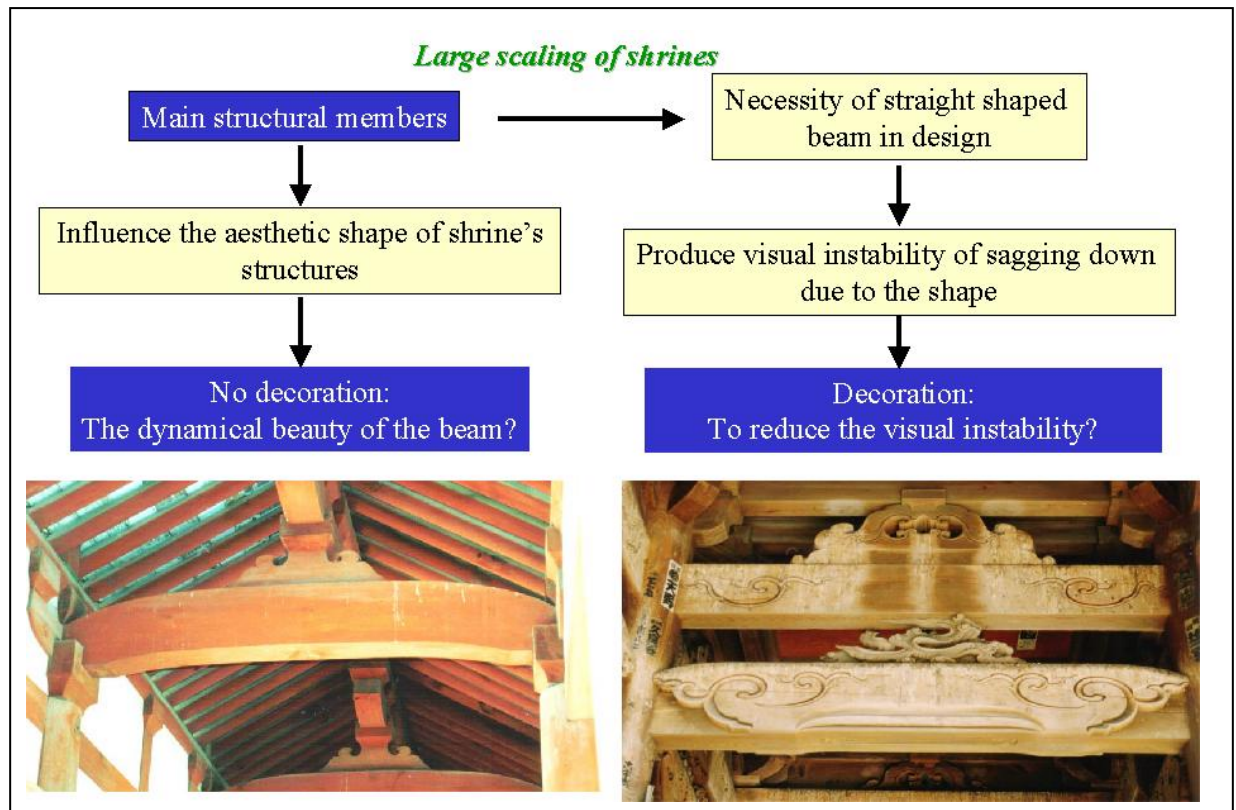 Large scaling of shrines
Main structural members
Necessity of straight shaped
beam in design
Influence the aesthetic shape of shrine's
structures
Produce visual instability of sagging down
due to the shape
No decoration:
The dynamical beauty of the beam?
Decoration:
To reduce the visual instability?